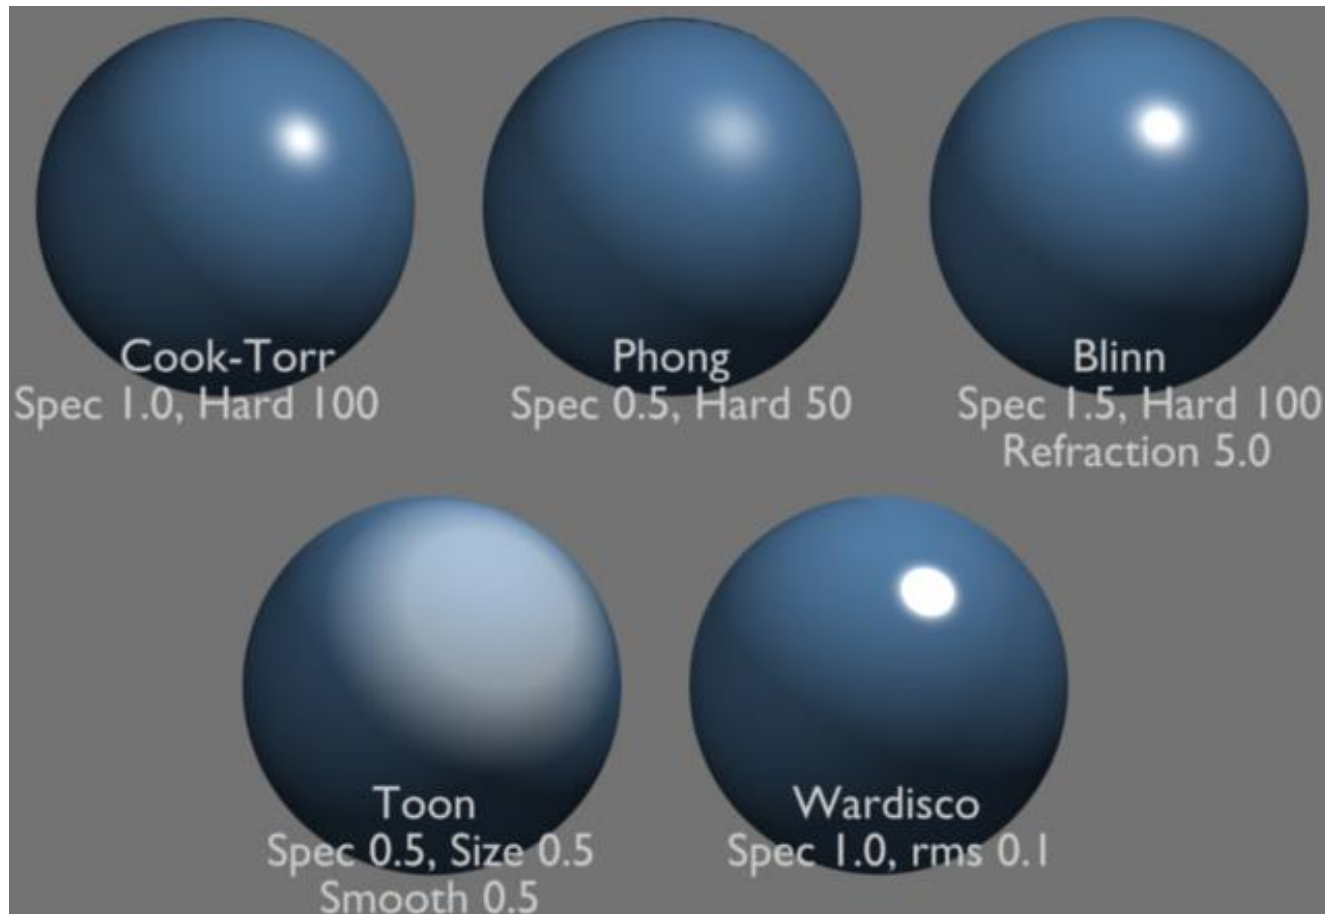 Cook-Torr
Spec 1.0, Hard 100
Phong
Spec 0.5, Hard 50
Blinn
Spec 1.5, Hard 100
Refraction 5.0
Toon
Spec 0.5, Size 0.5
Smooth 0.5
Wardisco
Spec 1.0, rms 0.1